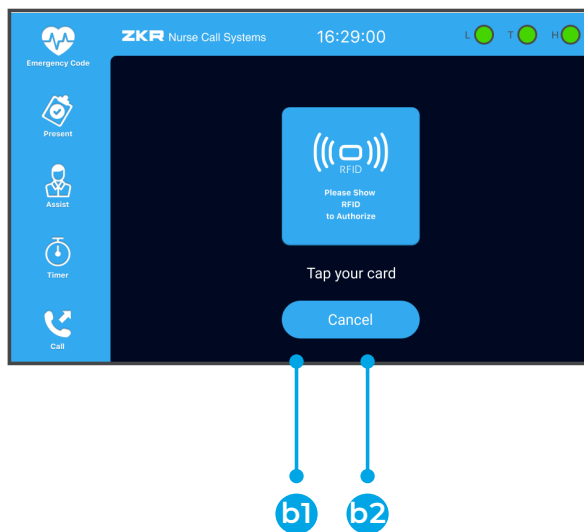 ZKR Nurse Call Systems 16:29:00 L T H
Emergency Code
Present
Assist
Timer
Call
RFID
Please Show
RFID
to Authorize
Tap your card
Cancel
b1 b2